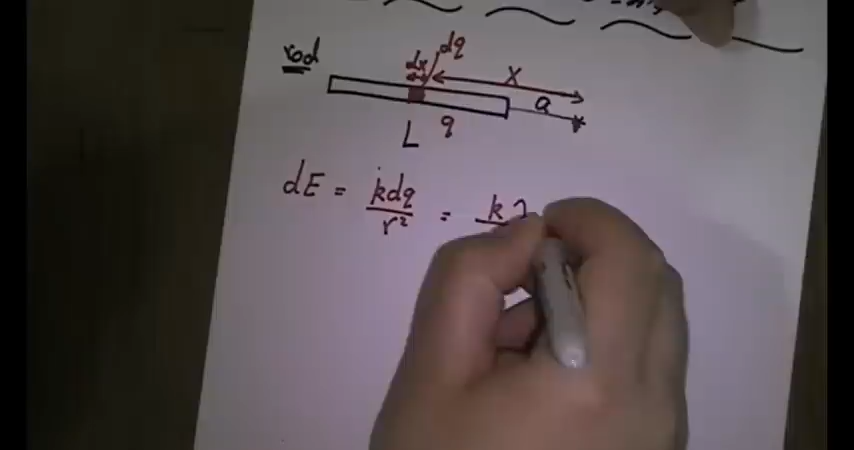 rod
dq
dx
x
a
L q
dE = kdq/r² = k